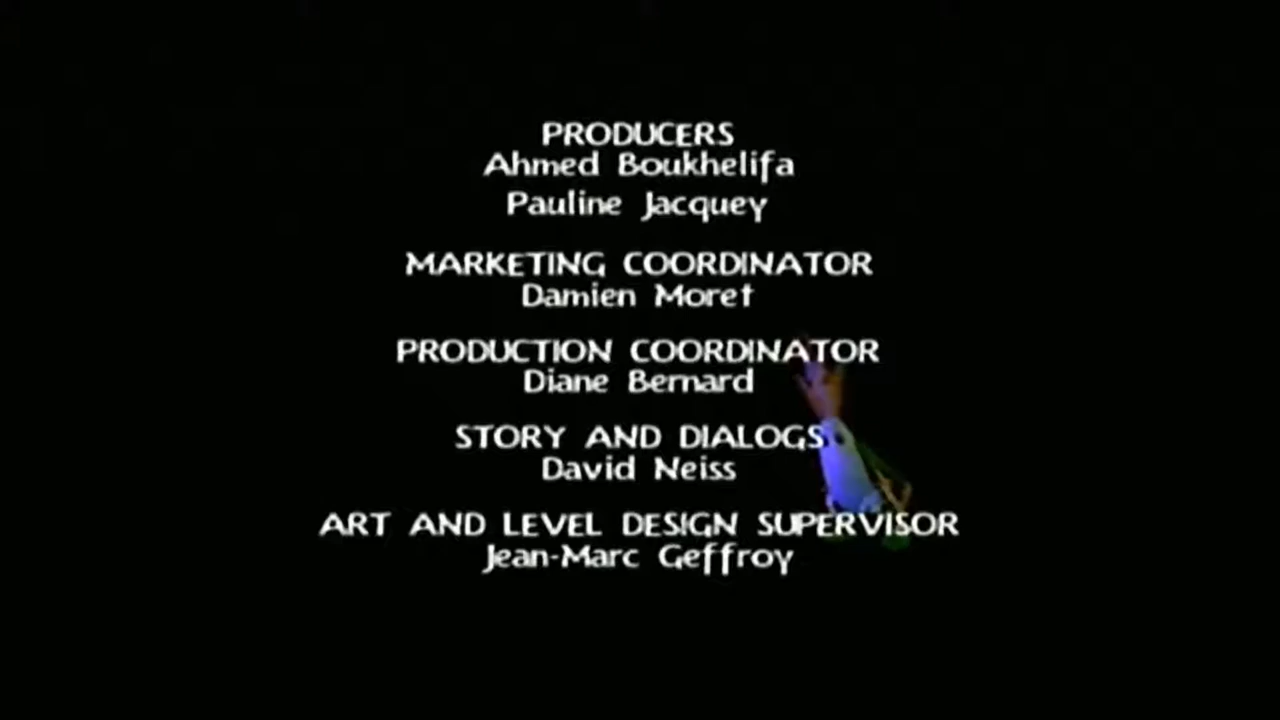 PRODUCERS
Ahmed Boukhelifa
Pauline Jacquey
MARKETING COORDINATOR
Damien Moret
PRODUCTION COORDINATOR
Diane Bernard
STORY AND DIALOGS
David Neiss
ART AND LEVEL DESIGN SUPERVISOR
Jean-Marc Geffroy